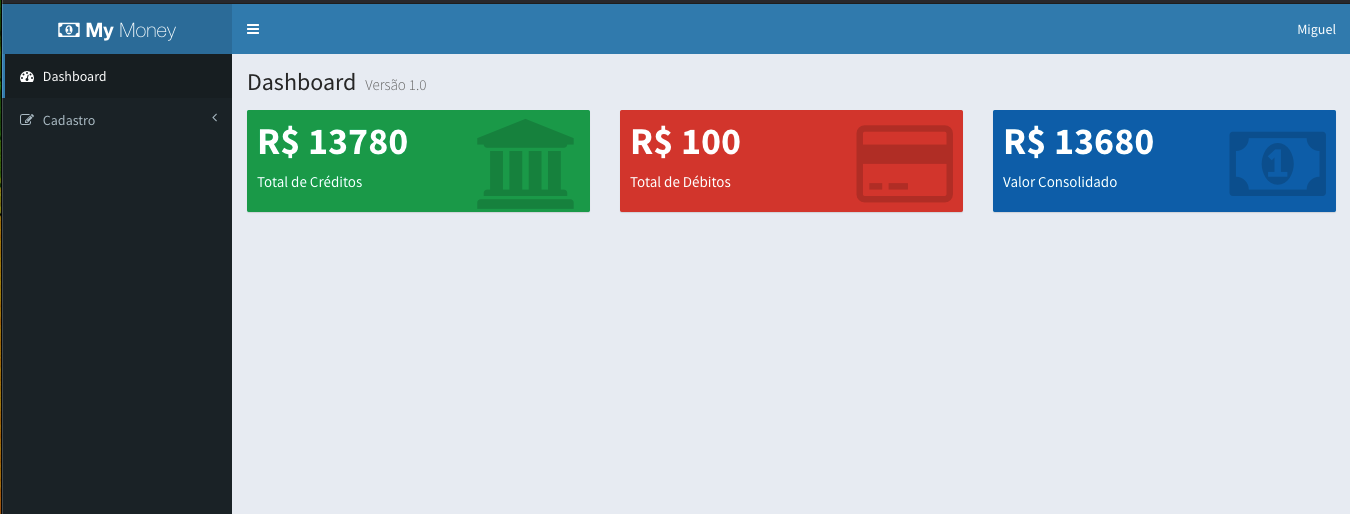 My Money
Miguel
Dashboard
Cadastro
Dashboard Versão 1.0
R$ 13780
Total de Créditos
R$ 100
Total de Débitos
R$ 13680
Valor Consolidado